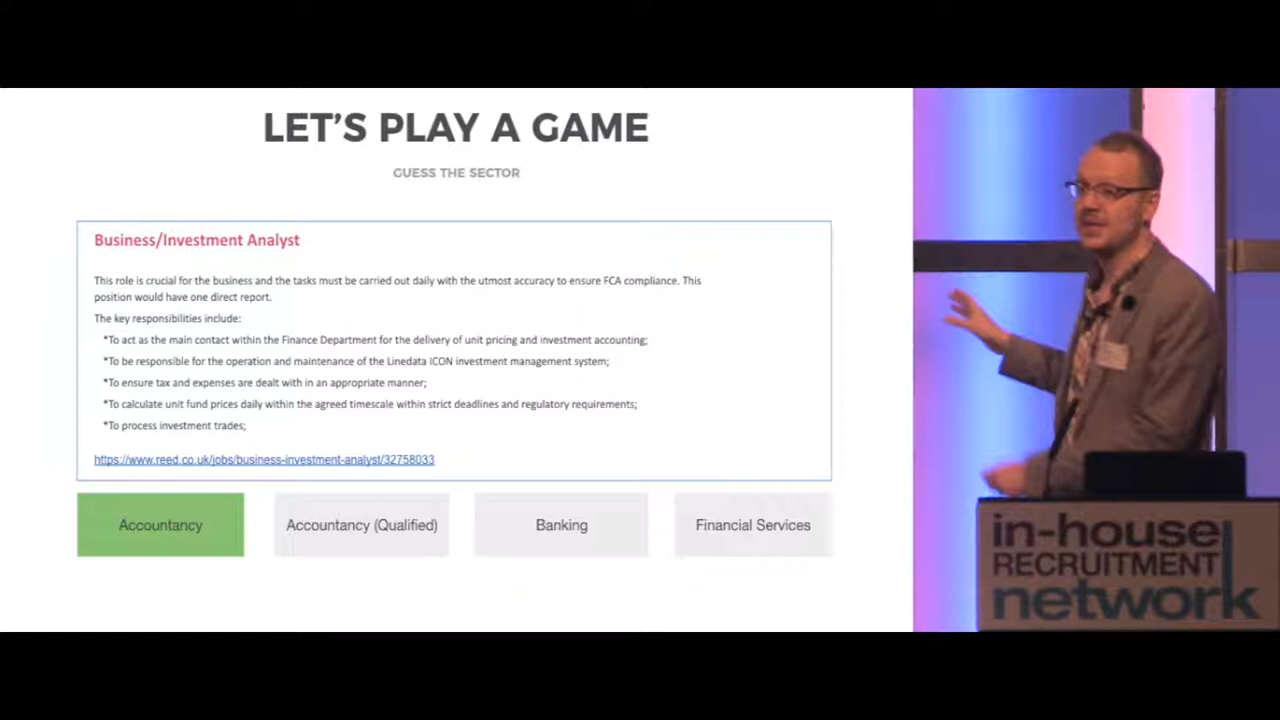 LET'S PLAY A GAME
GUESS THE SECTOR
Business/Investment Analyst
This role is crucial for the business and the tasks must be carried out daily with the utmost accuracy to ensure FCA compliance. This
position would have one direct report.
The key responsibilities include:
*To act as the main contact within the Finance Department for the delivery of unit pricing and investment accounting;
*To be responsible for the operation and maintenance of the Linedata ICON investment management system;
*To ensure tax and expenses are dealt with in an appropriate manner;
*To calculate unit fund prices daily within the agreed timescale within strict deadlines and regulatory requirements;
*To process investment trades;
https://www.reed.co.uk/jobs/business-investment-analyst/32758033
Accountancy
Accountancy (Qualified)
Banking
Financial Services
in-house
RECRUITMENT
network